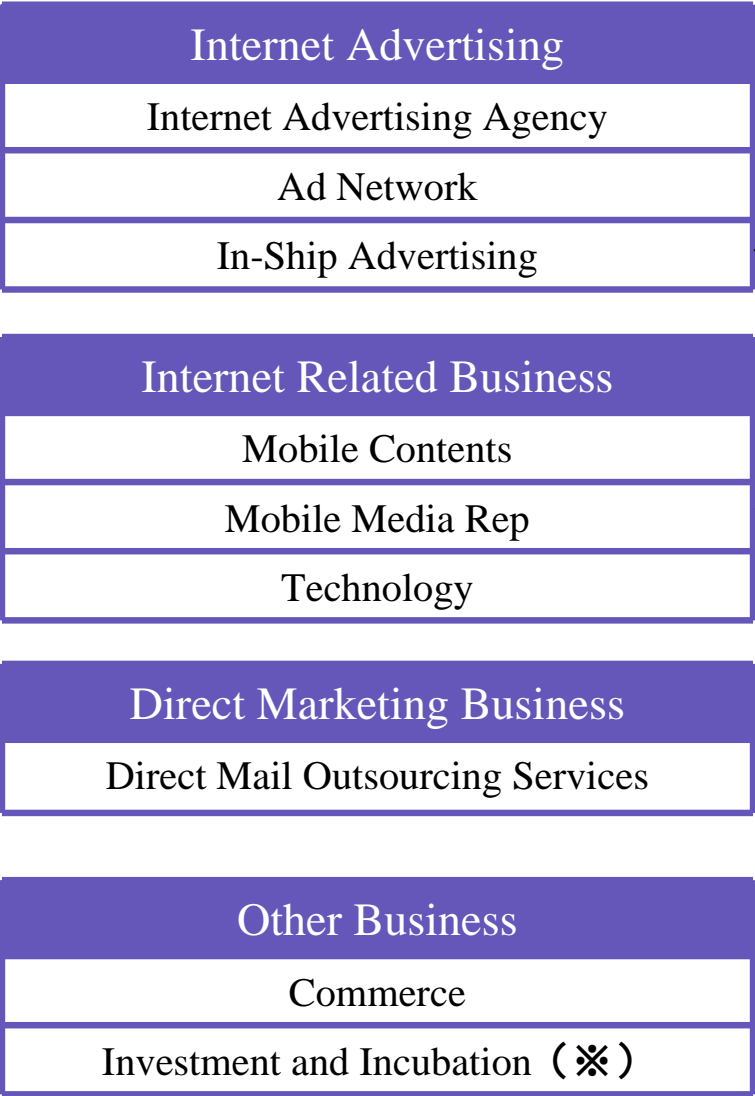 Internet Advertising
Internet Advertising Agency
Ad Network
In-Ship Advertising
Internet Related Business
Mobile Contents
Mobile Media Rep
Technology
Direct Marketing Business
Direct Mail Outsourcing Services
Other Business
Commerce
Investment and Incubation（※）